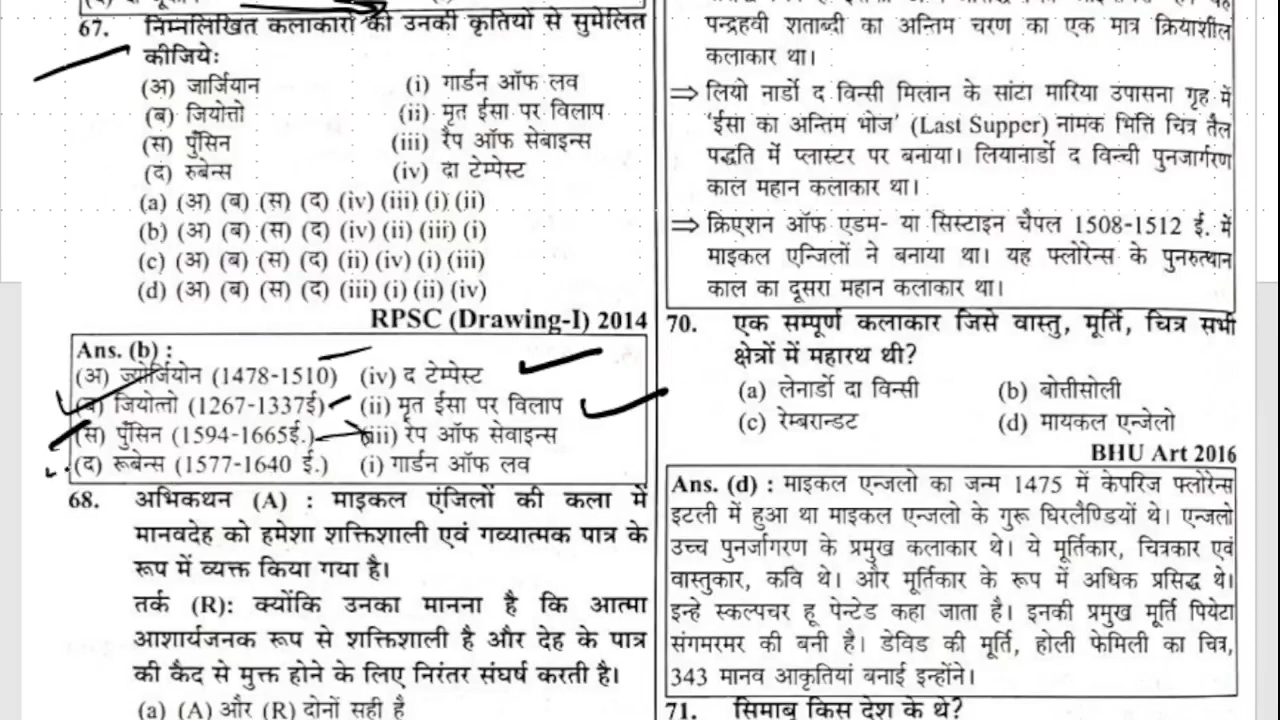 67. निम्नलिखित कलाकारों को उनकी कृतियों से सुमेलित
कीजियेः
(अ) जार्जियान (i) गार्डन ऑफ लव
(ब) जियोत्तो (ii) मृत ईसा पर विलाप
(स) पुँसिन (iii) रैप ऑफ सेबाइन्स
(द) रुबेन्स (iv) दा टेम्पेस्ट
(a) (अ) (ब) (स) (द) (iv) (iii) (i) (ii)
(b) (अ) (ब) (स) (द) (iv) (ii) (iii) (i)
(c) (अ) (ब) (स) (द) (ii) (iv) (i) (iii)
(d) (अ) (ब) (स) (द) (iii) (i) (ii) (iv)
RPSC (Drawing-I) 2014
Ans. (b) :
(अ) ज्योर्जियोन (1478-1510) (iv) द टेम्पेस्ट
(ब) जियोत्तो (1267-1337ई) (ii) मृत ईसा पर विलाप
(स) पुँसिन (1594-1665ई.) (iii) रेप ऑफ सेवाइन्स
(द) रूबेन्स (1577-1640 ई.) (i) गार्डन ऑफ लव
68. अभिकथन (A) : माइकल एंजिलों की कला में
मानवदेह को हमेशा शक्तिशाली एवं गव्यात्मक पात्र के
रूप में व्यक्त किया गया है।
तर्क (R): क्योंकि उनका मानना है कि आत्मा
आशार्यजनक रूप से शक्तिशाली है और देह के पात्र
की कैद से मुक्त होने के लिए निरंतर संघर्ष करती है।
(a) (A) और (R) दोनों सही है
पन्द्रहवी शताब्दी का अन्तिम चरण का एक मात्र क्रियाशील
कलाकार था।
⇒ लियो नार्डो द विन्सी मिलान के सांटा मारिया उपासना गृह में
‘ईसा का अन्तिम भोज’ (Last Supper) नामक भित्ति चित्र तैल
पद्धति में प्लास्टर पर बनाया। लियानार्डो द विन्ची पुनजार्गरण
काल महान कलाकार था।
⇒ क्रिएशन ऑफ एडम- या सिस्टाइन चैपल 1508-1512 ई. में
माइकल एन्जिलों ने बनाया था। यह फ्लोरेन्स के पुनरुत्थान
काल का दूसरा महान कलाकार था।
70. एक सम्पूर्ण कलाकार जिसे वास्तु, मूर्ति, चित्र सभी
क्षेत्रों में महारथ थी?
(a) लेनार्डो दा विन्सी (b) बोत्तीसोली
(c) रेम्बरान्डट (d) मायकल एन्जेलो
BHU Art 2016
Ans. (d) : माइकल एन्जलो का जन्म 1475 में केपरिज फ्लोरेन्स
इटली में हुआ था माइकल एन्जलो के गुरू घिरलैण्डियों थे। एन्जलो
उच्च पुनर्जागरण के प्रमुख कलाकार थे। ये मूर्तिकार, चित्रकार एवं
वास्तुकार, कवि थे। और मूर्तिकार के रूप में अधिक प्रसिद्ध थे।
इन्हे स्कल्पचर हू पेन्टेड कहा जाता है। इनकी प्रमुख मूर्ति पियेटा
संगमरमर की बनी है। डेविड की मूर्ति, होली फेमिली का चित्र,
343 मानव आकृतियां बनाई इन्होंने।
71. सिमाबू किस देश के थे?